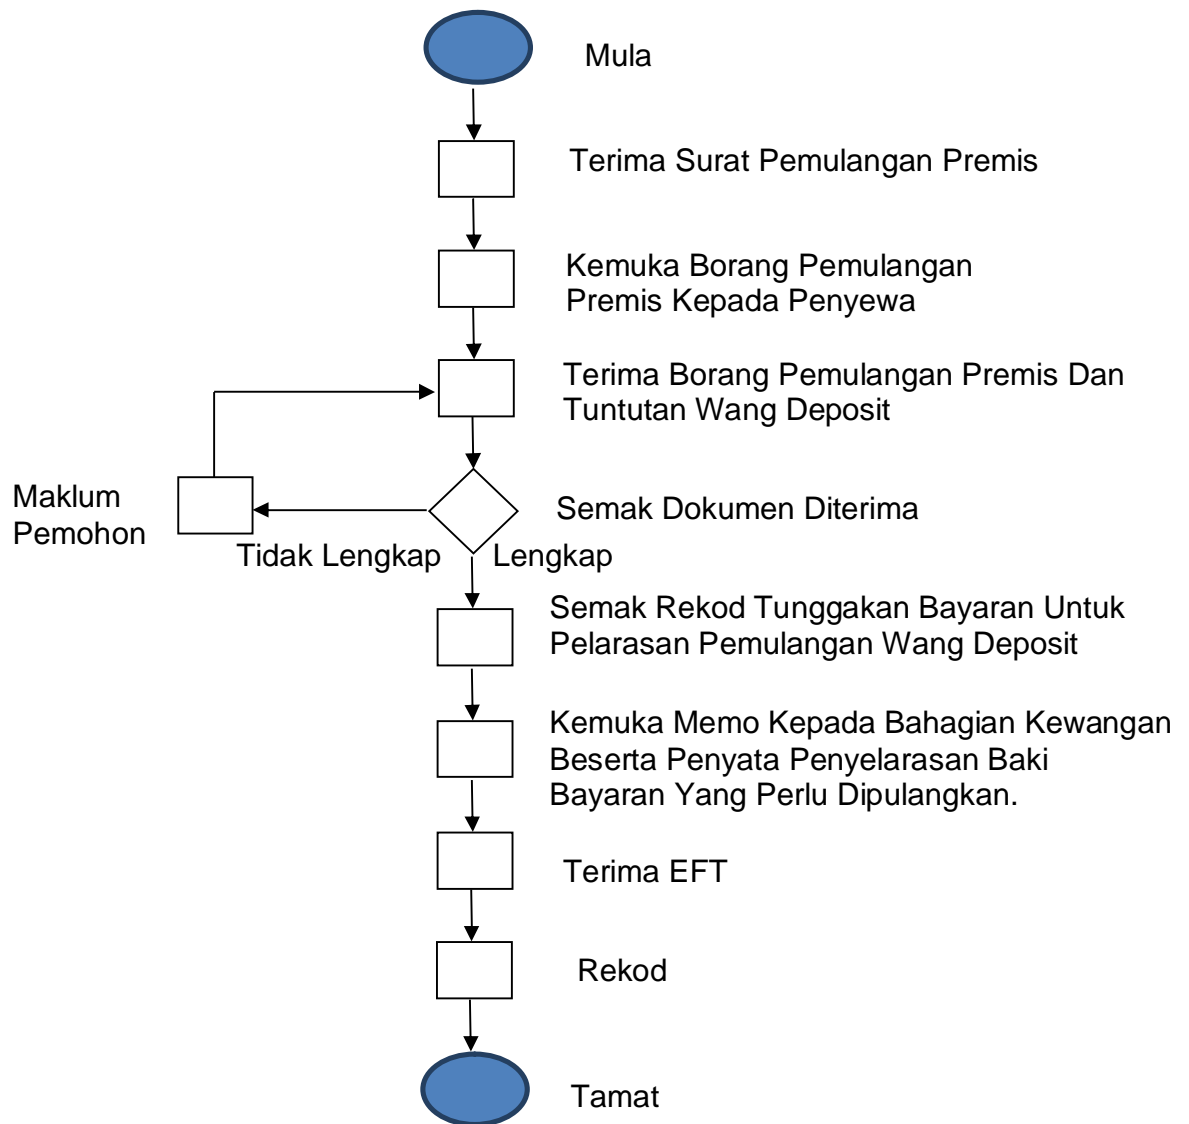 Mula
Terima Surat Pemulangan Premis
Kemuka Borang Pemulangan
Premis Kepada Penyewa
Terima Borang Pemulangan Premis Dan
Tuntutan Wang Deposit
Maklum
Pemohon
Semak Dokumen Diterima
Tidak Lengkap
Lengkap
Semak Rekod Tunggakan Bayaran Untuk
Pelarasan Pemulangan Wang Deposit
Kemuka Memo Kepada Bahagian Kewangan
Beserta Penyata Penyelarasan Baki
Bayaran Yang Perlu Dipulangkan.
Terima EFT
Rekod
Tamat